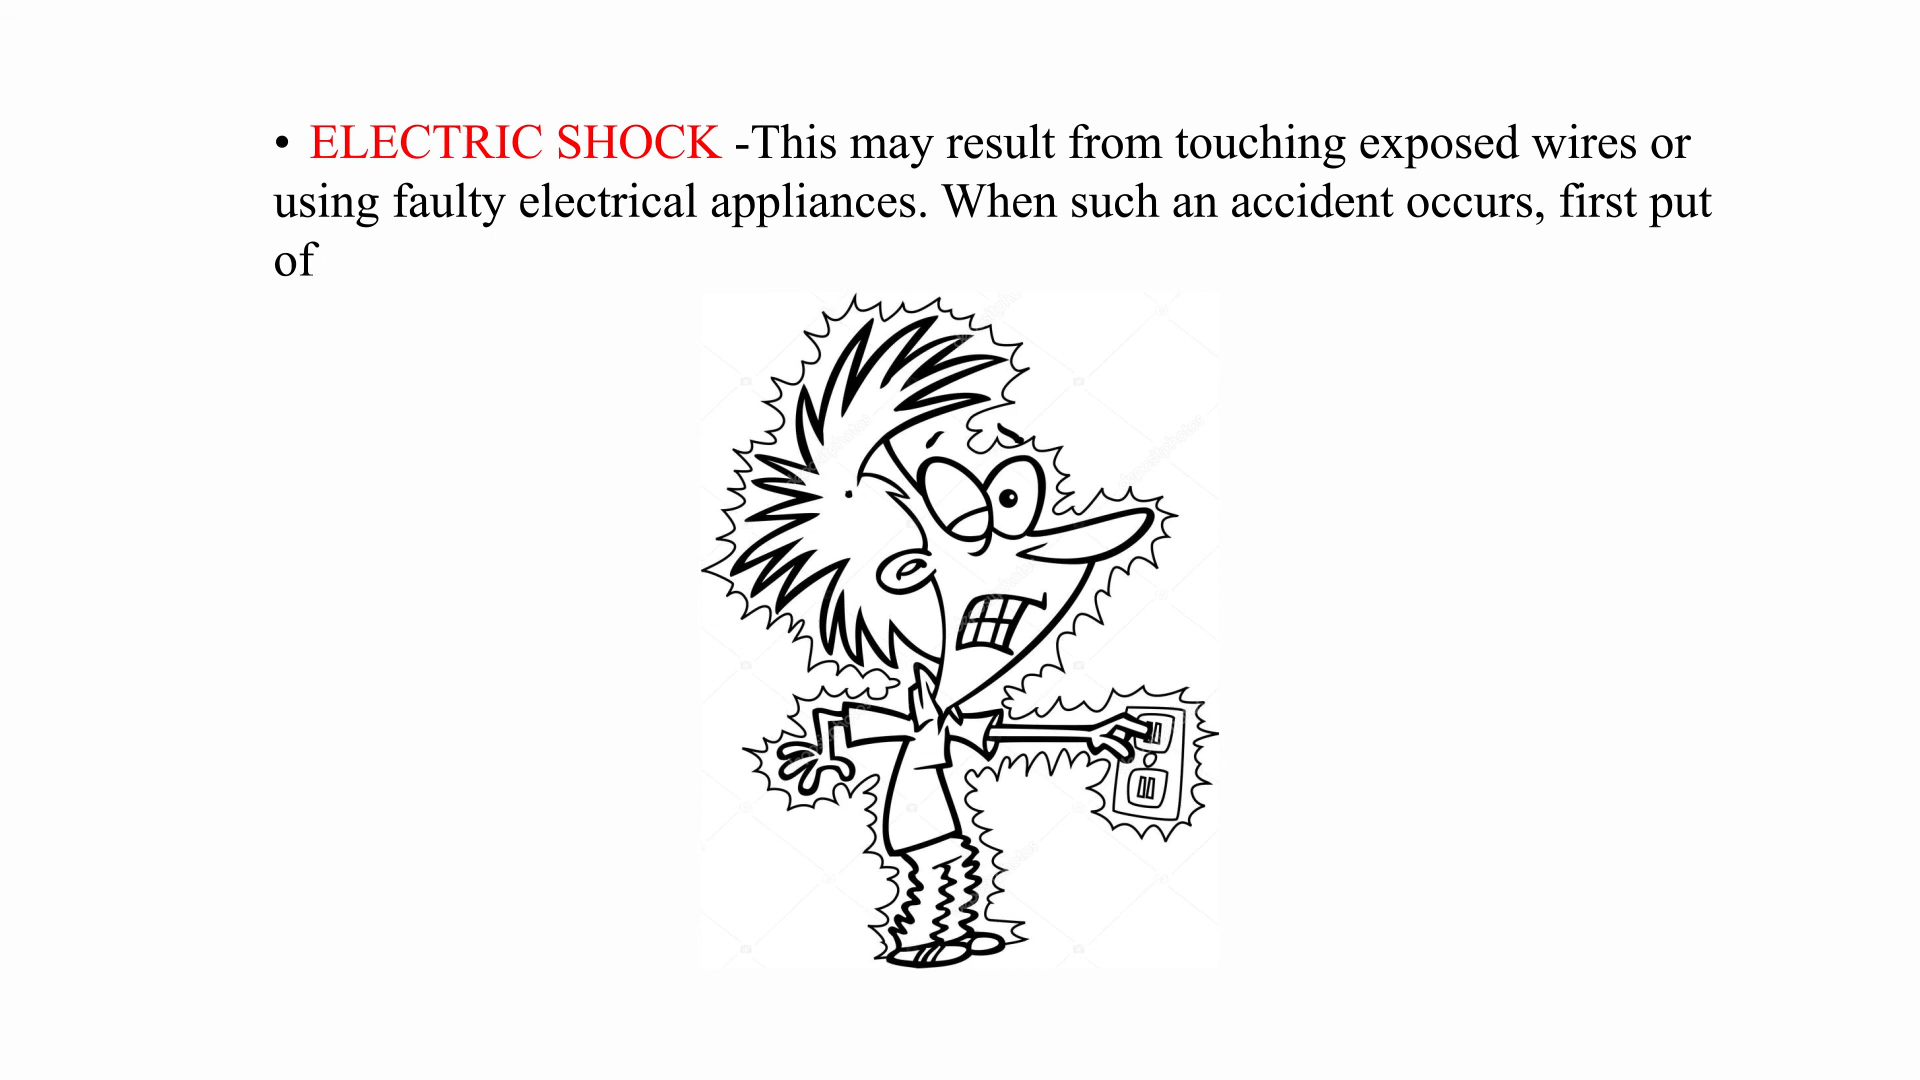 • ELECTRIC SHOCK -This may result from touching exposed wires or
using faulty electrical appliances. When such an accident occurs, first put
of